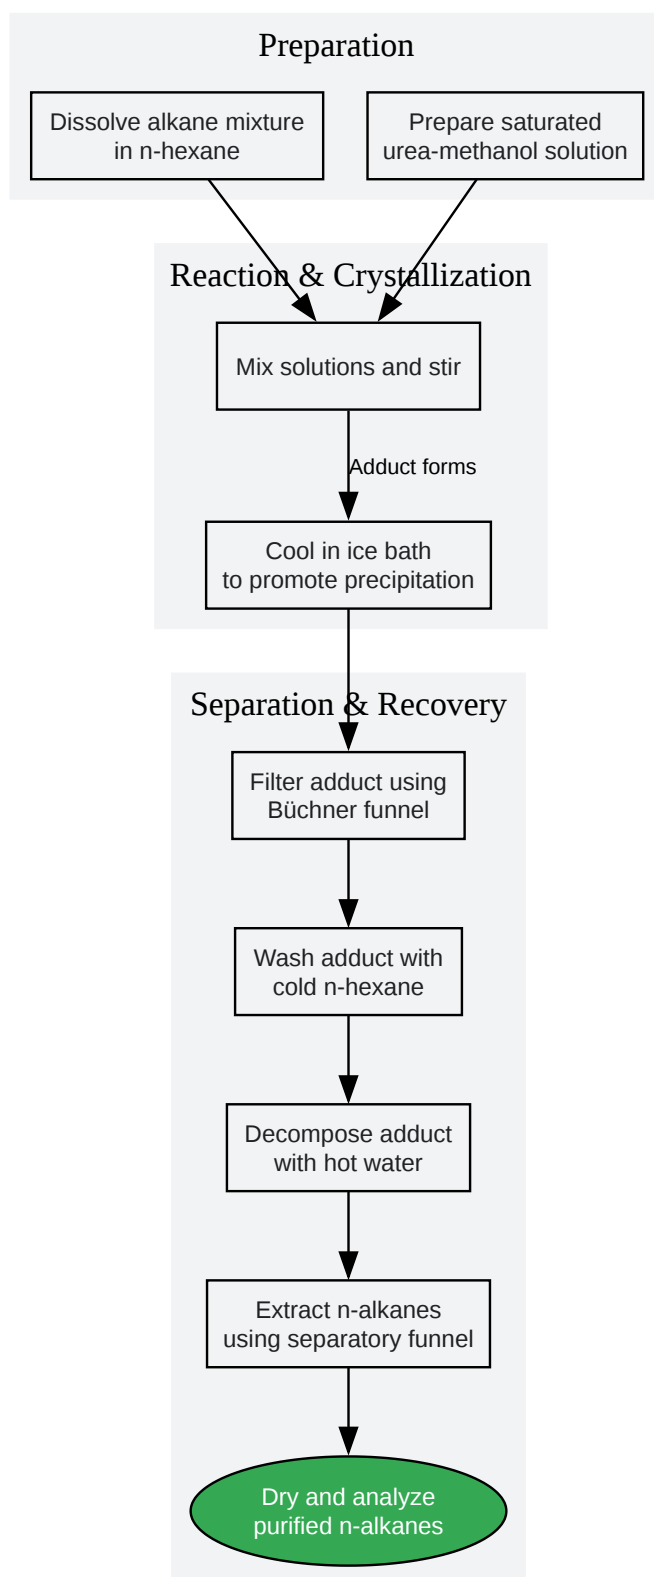 Preparation
Dissolve alkane mixture
in n-hexane
Prepare saturated
urea-methanol solution
Reaction & Crystallization
Mix solutions and stir
Adduct forms
Cool in ice bath
to promote precipitation
Separation & Recovery
Filter adduct using
Büchner funnel
Wash adduct with
cold n-hexane
Decompose adduct
with hot water
Extract n-alkanes
using separatory funnel
Dry and analyze
purified n-alkanes